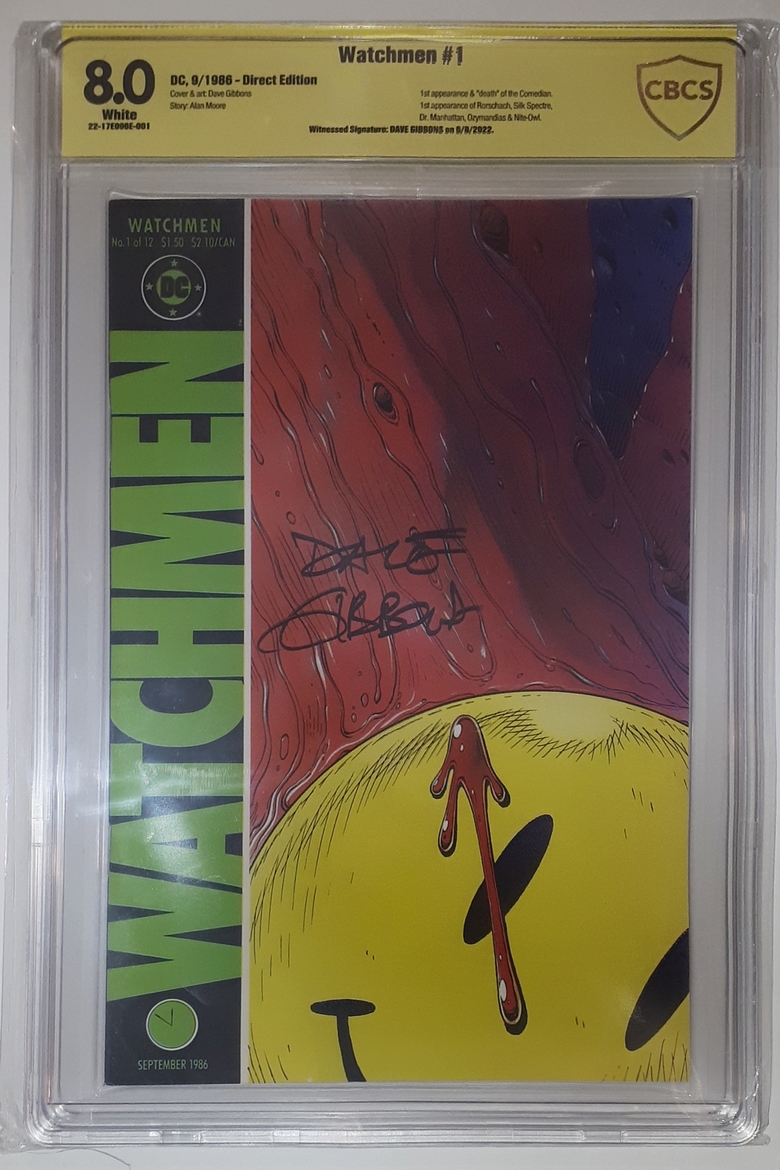 Watchmen #1
8.0
White
22-17E006E-001
DC, 9/1986 - Direct Edition
Cover & art: Dave Gibbons
Story: Alan Moore
1st appearance & "death" of the Comedian.
1st appearance of Rorschach, Silk Spectre,
Dr. Manhattan, Ozymandias & Nite-Owl.
Witnessed Signature: DAVE GIBBONS on 6/8/2022.
CBCS
WATCHMEN
No. 1 of 12 $1.50 $2.10/CAN
DC
WATCHMEN
DAVE
GIBBONS
SEPTEMBER 1986